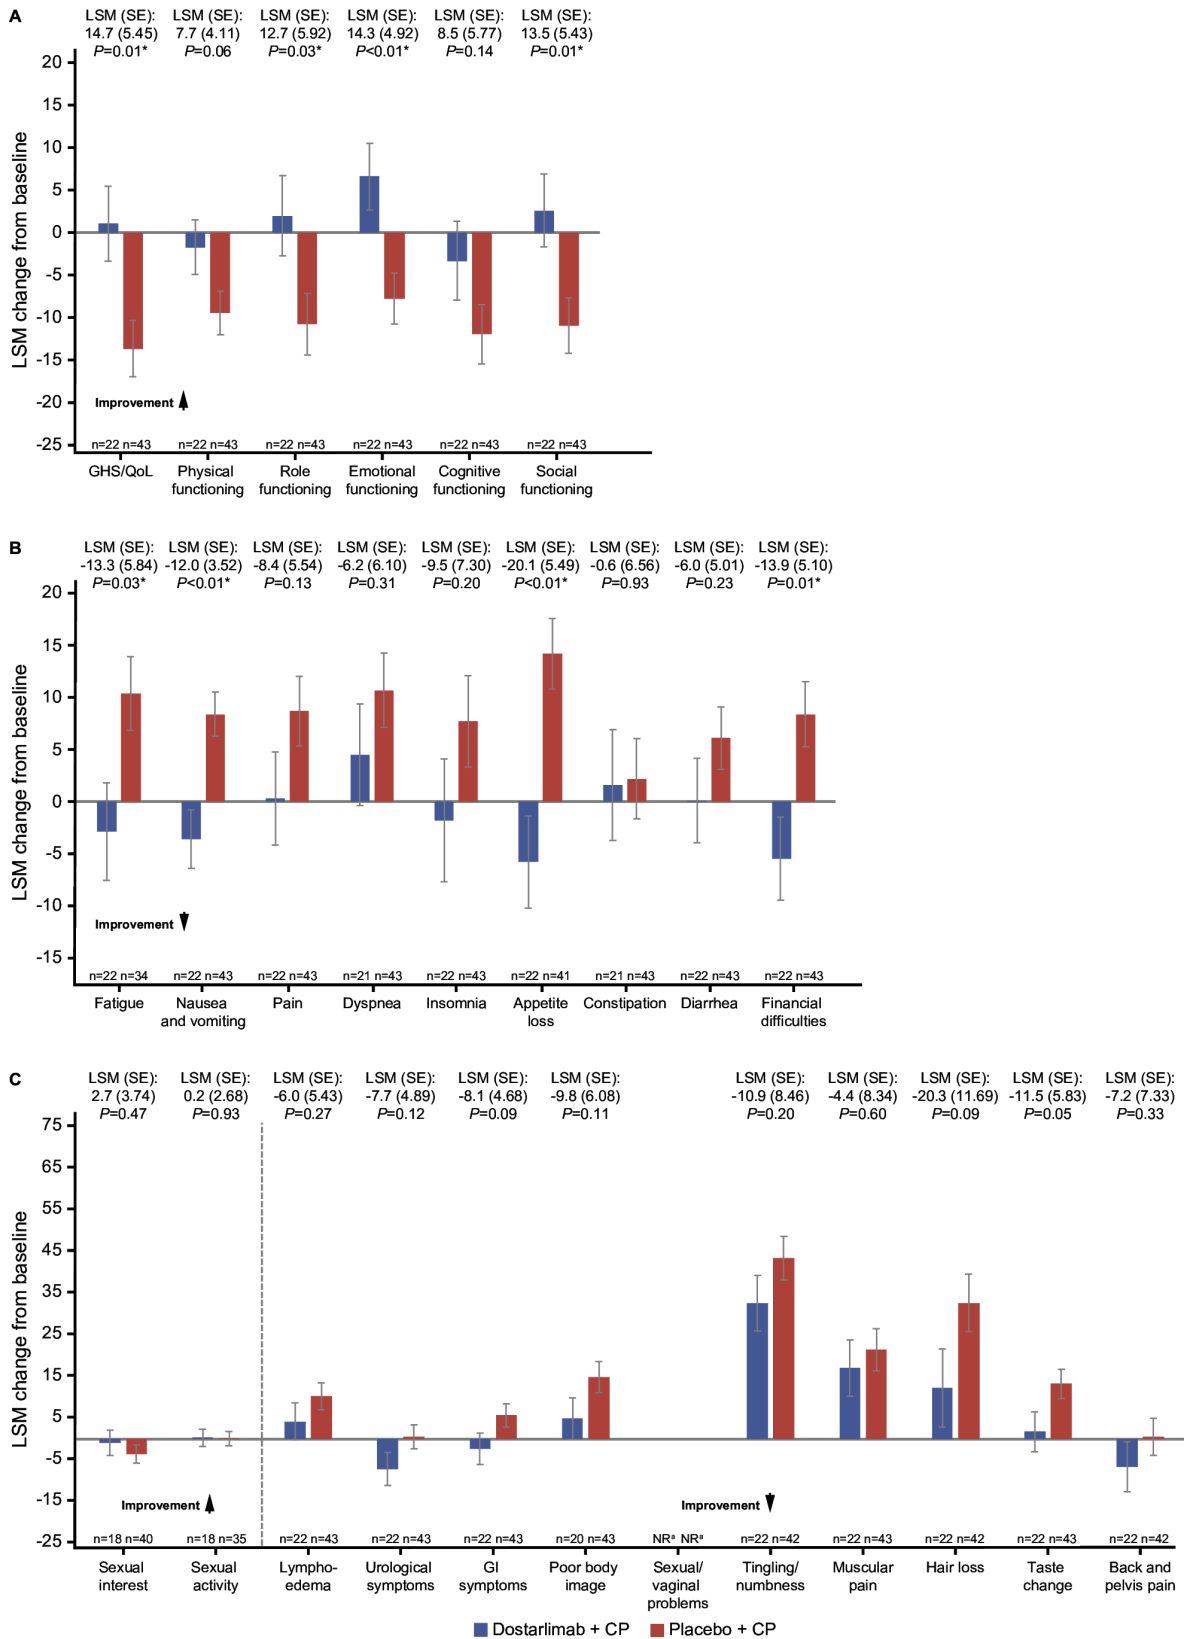 A
LSM (SE): LSM (SE): LSM (SE): LSM (SE): LSM (SE): LSM (SE):
14.7 (5.45) 7.7 (4.11) 12.7 (5.92) 14.3 (4.92) 8.5 (5.77) 13.5 (5.43)
P=0.01* P=0.06 P=0.03* P<0.01* P=0.14 P=0.01*
LSM change from baseline
20
15
10
5
0
-5
-10
-15
-20
-25
Improvement
n=22 n=43 n=22 n=43 n=22 n=43 n=22 n=43 n=22 n=43 n=22 n=43
GHS/QoL Physical Role Emotional Cognitive Social
functioning functioning functioning functioning functioning
B
LSM (SE): LSM (SE): LSM (SE): LSM (SE): LSM (SE): LSM (SE): LSM (SE): LSM (SE): LSM (SE):
-13.3 (5.84) -12.0 (3.52) -8.4 (5.54) -6.2 (6.10) -9.5 (7.30) -20.1 (5.49) -0.6 (6.56) -6.0 (5.01) -13.9 (5.10)
P=0.03* P<0.01* P=0.13 P=0.31 P=0.20 P<0.01* P=0.93 P=0.23 P=0.01*
LSM change from baseline
20
15
10
5
0
-5
-10
-15
Improvement
n=22 n=34 n=22 n=43 n=22 n=43 n=21 n=43 n=22 n=43 n=22 n=41 n=21 n=43 n=22 n=43 n=22 n=43
Fatigue Nausea Pain Dyspnea Insomnia Appetite Constipation Diarrhea Financial
and vomiting loss difficulties
C
LSM (SE): LSM (SE): LSM (SE): LSM (SE): LSM (SE): LSM (SE): LSM (SE): LSM (SE): LSM (SE): LSM (SE): LSM (SE):
2.7 (3.74) 0.2 (2.68) -6.0 (5.43) -7.7 (4.89) -8.1 (4.68) -9.8 (6.08) -10.9 (8.46) -4.4 (8.34) -20.3 (11.69) -11.5 (5.83) -7.2 (7.33)
P=0.47 P=0.93 P=0.27 P=0.12 P=0.09 P=0.11 P=0.20 P=0.60 P=0.09 P=0.05 P=0.33
LSM change from baseline
75
65
55
45
35
25
15
5
-5
-15
-25
Improvement Improvement
n=18 n=40 n=18 n=35 n=22 n=43 n=22 n=43 n=22 n=43 n=20 n=43 NRª NRª n=22 n=42 n=22 n=43 n=22 n=42 n=22 n=43 n=22 n=42
Sexual Sexual Lympho- Urological GI Poor body Sexual/ Tingling/ Muscular Hair loss Taste Back and
interest activity edema symptoms symptoms image vaginal numbness pain change pelvis pain
problems
Dostarlimab + CP Placebo + CP